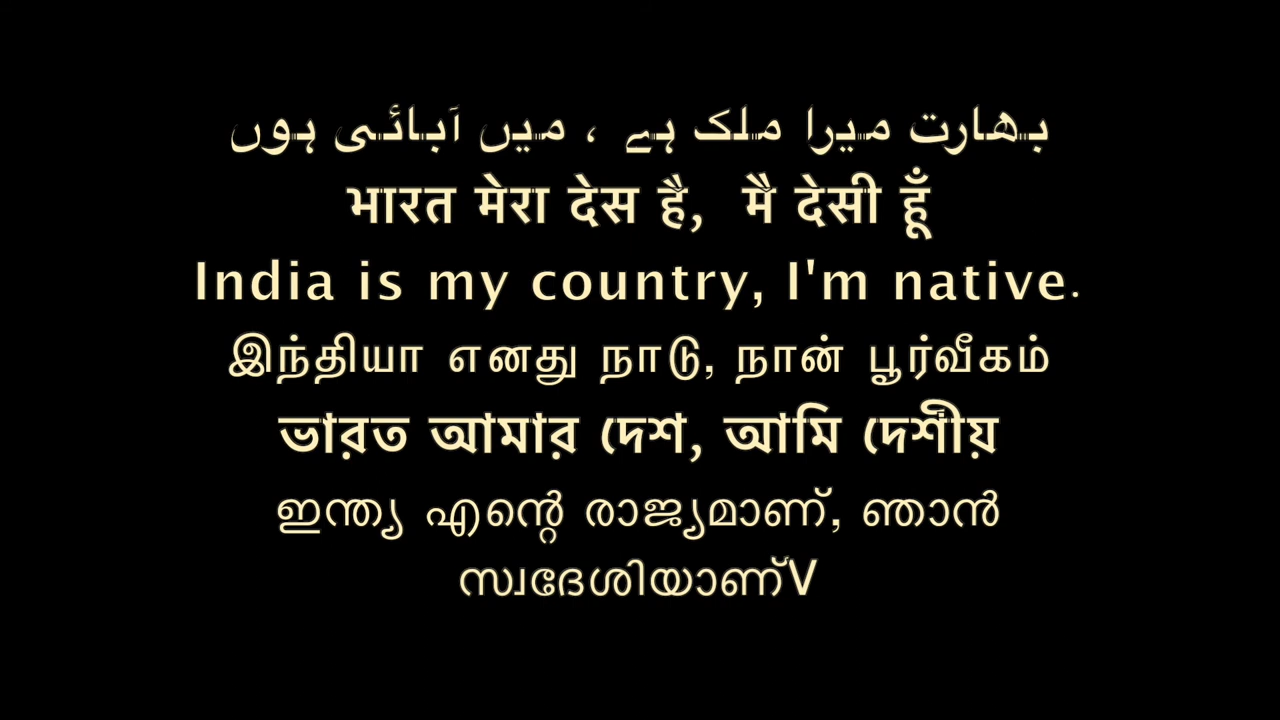 بھارت میرا ملک ہے ، میں آبائی ہوں
भारत मेरा देस है, मै देसी हूँ
India is my country, I'm native.
இந்தியா எனது நாடு, நான் பூர்வீகம்
ভারত আমার দেশ, আমি দেশীয়
ഇന്ത്യ എന്റെ രാജ്യമാണ്, ഞാൻ
സ്വദേശിയാണ്V